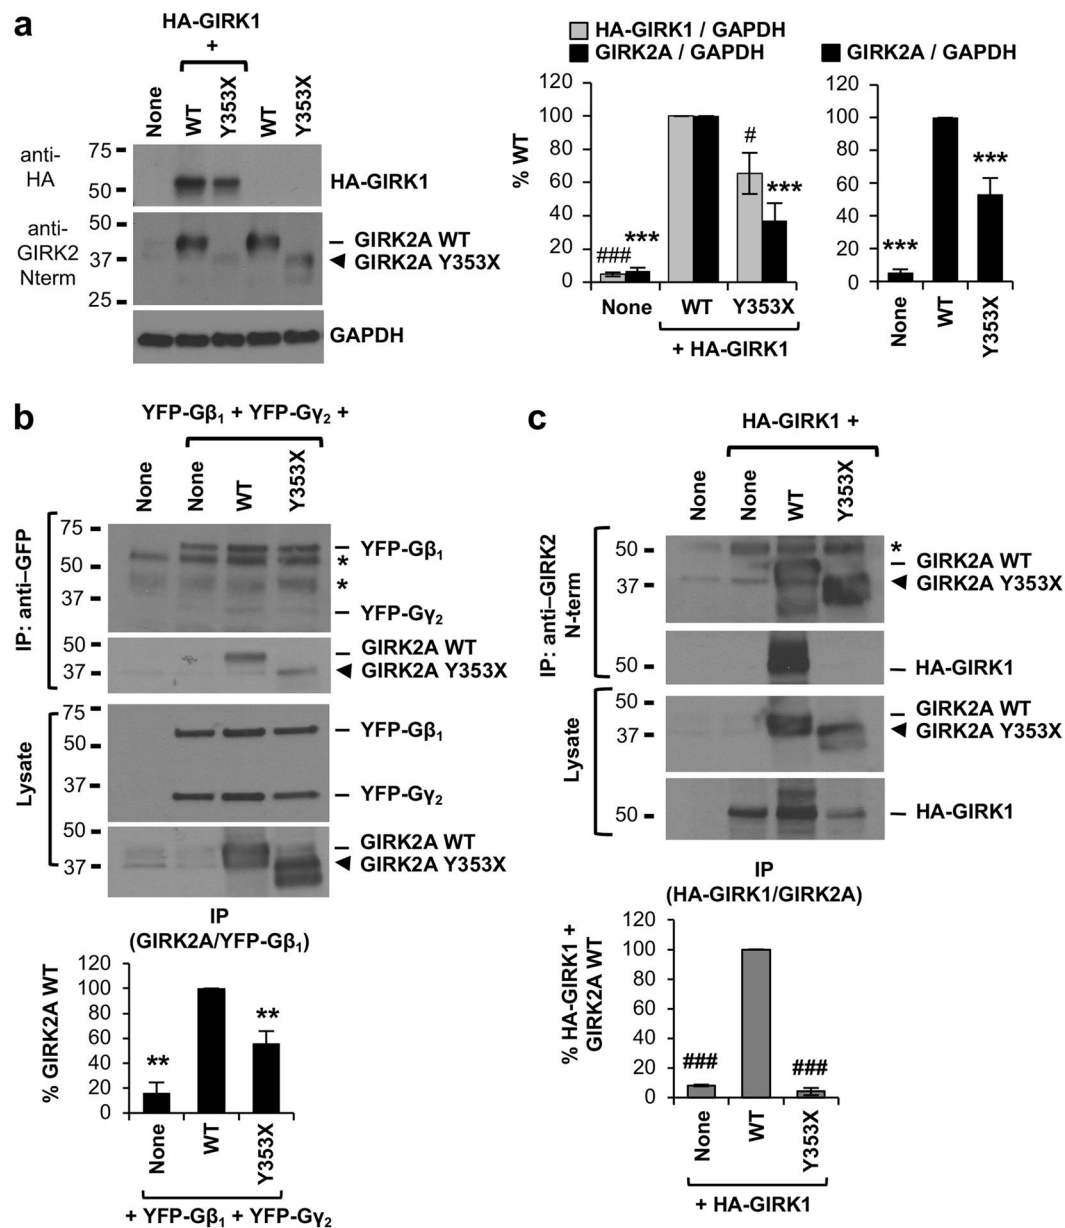 a
HA-GIRK1
+
None
WT
Y353X
WT
Y353X
anti-
HA
75
50
HA-GIRK1
anti-
GIRK2
Nterm
50
37
25
GIRK2A WT
GIRK2A Y353X
GAPDH
HA-GIRK1 / GAPDH
GIRK2A / GAPDH
% WT
120
100
80
60
40
20
0
###
***
#
***
None
WT
Y353X
+ HA-GIRK1
GIRK2A / GAPDH
120
100
80
60
40
20
0
***
***
None
WT
Y353X
b
YFP-Gβ₁ + YFP-Gγ₂ +
None
None
WT
Y353X
IP: anti–GFP
75
50
37
YFP-Gβ₁
*
*
YFP-Gγ₂
50
37
GIRK2A WT
GIRK2A Y353X
Lysate
75
50
37
YFP-Gβ₁
YFP-Gγ₂
50
37
GIRK2A WT
GIRK2A Y353X
IP
(GIRK2A/YFP-Gβ₁)
% GIRK2A WT
120
100
80
60
40
20
0
**
**
None
WT
Y353X
+ YFP-Gβ₁ + YFP-Gγ₂
c
HA-GIRK1 +
None
None
WT
Y353X
IP: anti–GIRK2
N-term
50
37
*
GIRK2A WT
GIRK2A Y353X
50
HA-GIRK1
Lysate
50
37
GIRK2A WT
GIRK2A Y353X
50
HA-GIRK1
IP
(HA-GIRK1/GIRK2A)
% HA-GIRK1 +
GIRK2A WT
120
100
80
60
40
20
0
###
###
None
WT
Y353X
+ HA-GIRK1